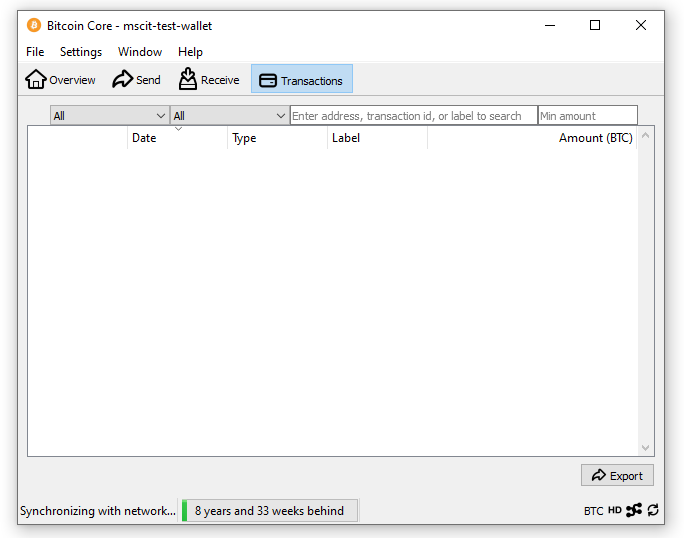 Bitcoin Core - mscit-test-wallet
File Settings Window Help
Overview Send Receive Transactions
All All Enter address, transaction id, or label to search Min amount
Date Type Label Amount (BTC)
Export
Synchronizing with network... 8 years and 33 weeks behind BTC HD